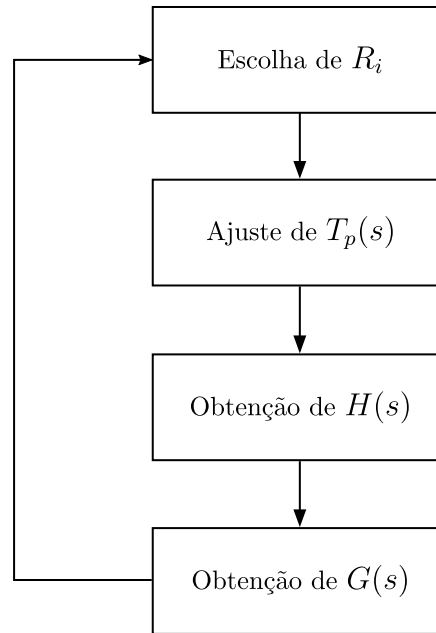 Escolha de R_i
Ajuste de T_p(s)
Obtenção de H(s)
Obtenção de G(s)